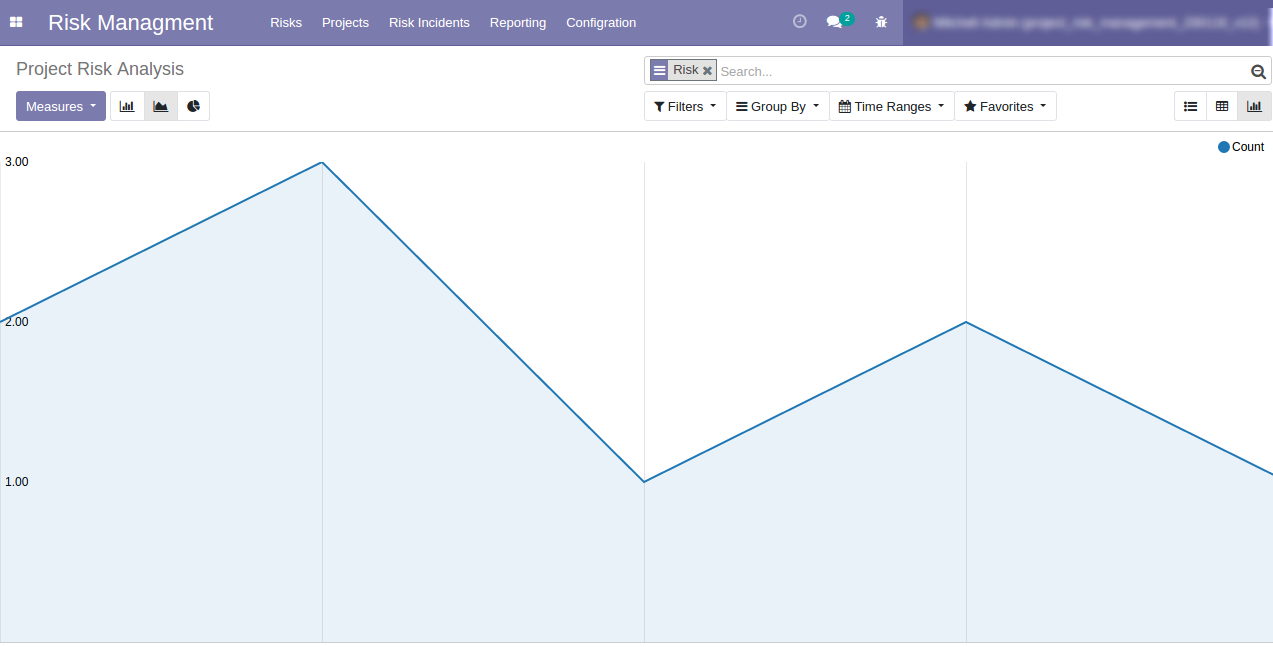 Risk Managment Risks Projects Risk Incidents Reporting Configration 2
Project Risk Analysis
Risk Search...
Measures Filters Group By Time Ranges Favorites
Count
3.00
2.00
1.00